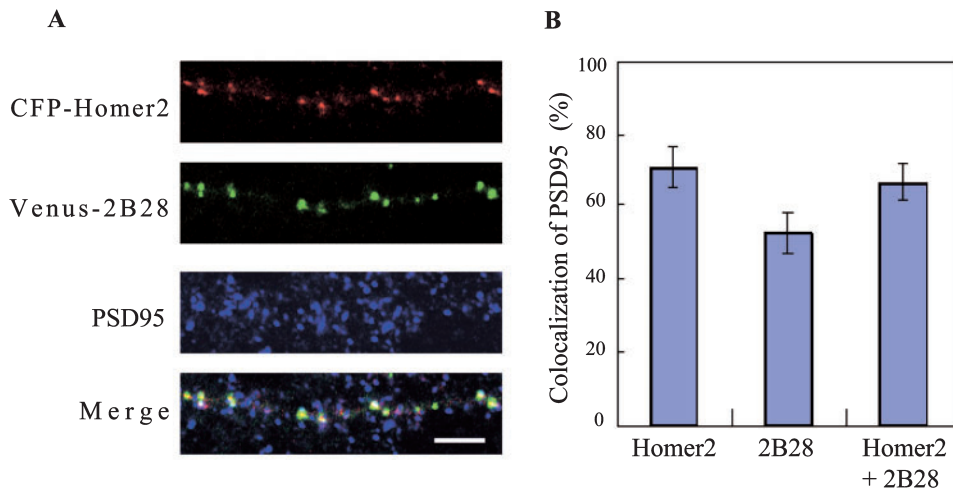 A
CFP-Homer2
Venus-2B28
PSD95
Merge
B
Colocalization of PSD95 (%)
100
80
60
40
20
0
Homer2
2B28
Homer2
+ 2B28